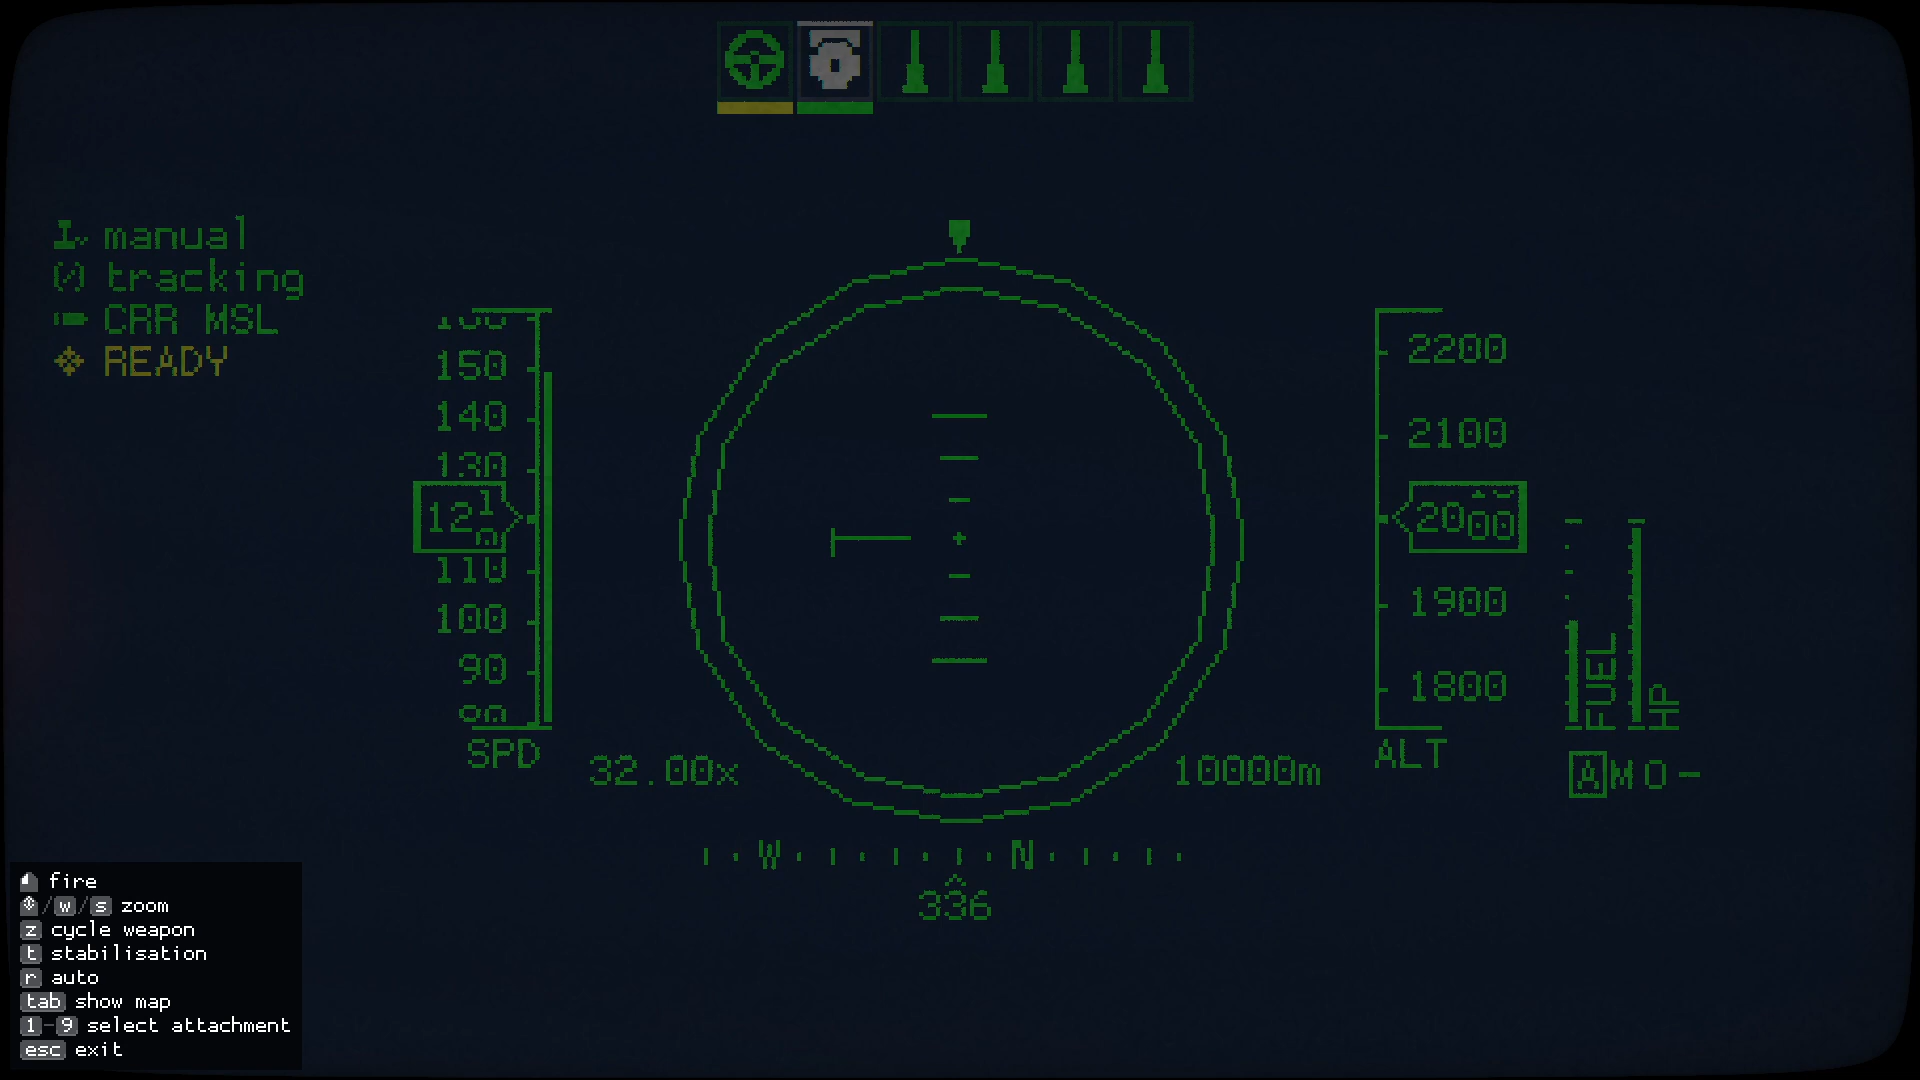 manual
tracking
CRR MSL
READY
150
140
130
12
110
100
90
SPD
32.00x
2200
2100
2000
1900
1800
ALT
10000m
FUEL
HP
A M O -
W N
336
fire
/ w / s zoom
z cycle weapon
t stabilisation
r auto
tab show map
1 - 9 select attachment
esc exit